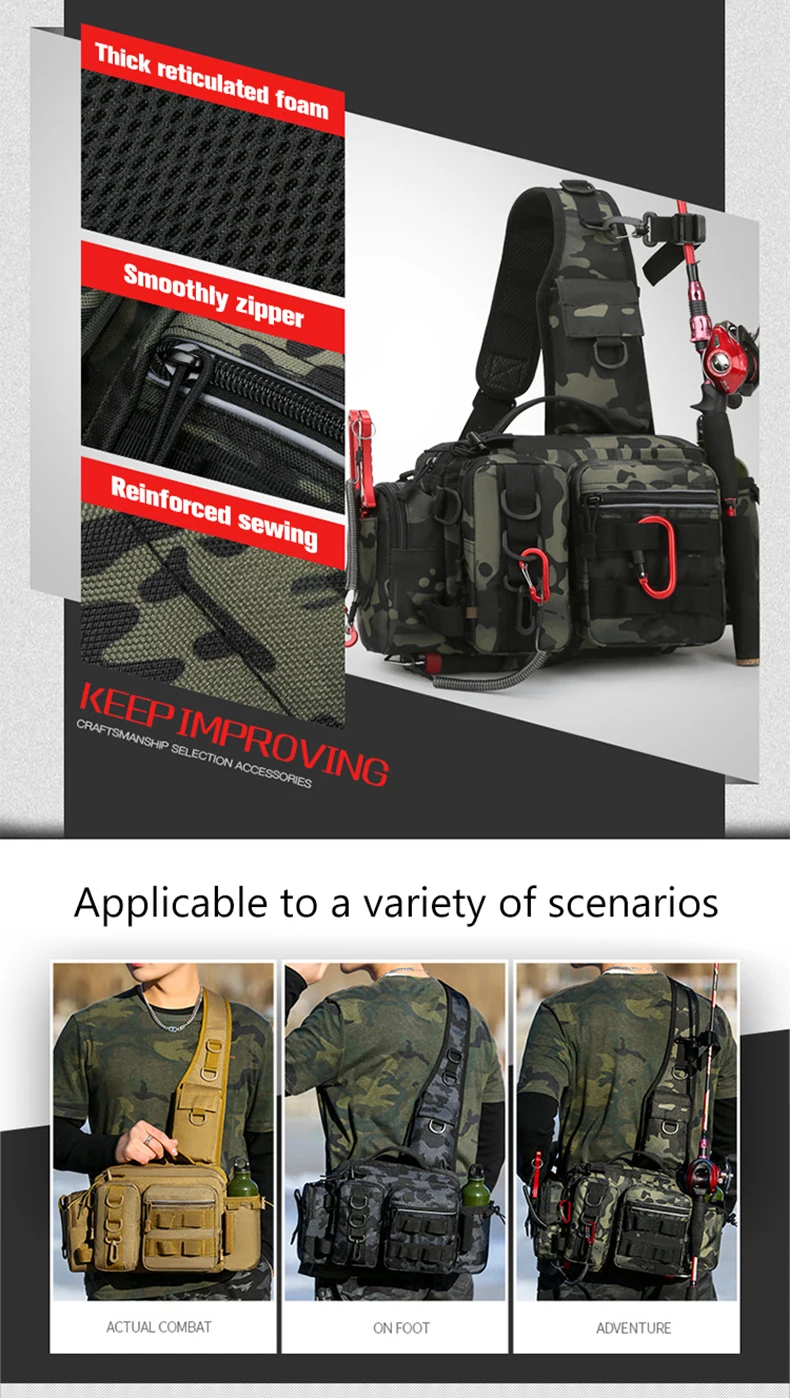 Thick reticulated foam
Smoothly zipper
Reinforced sewing
KEEP IMPROVING
CRAFTSMANSHIP SELECTION ACCESSORIES
Applicable to a variety of scenarios
ACTUAL COMBAT
ON FOOT
ADVENTURE